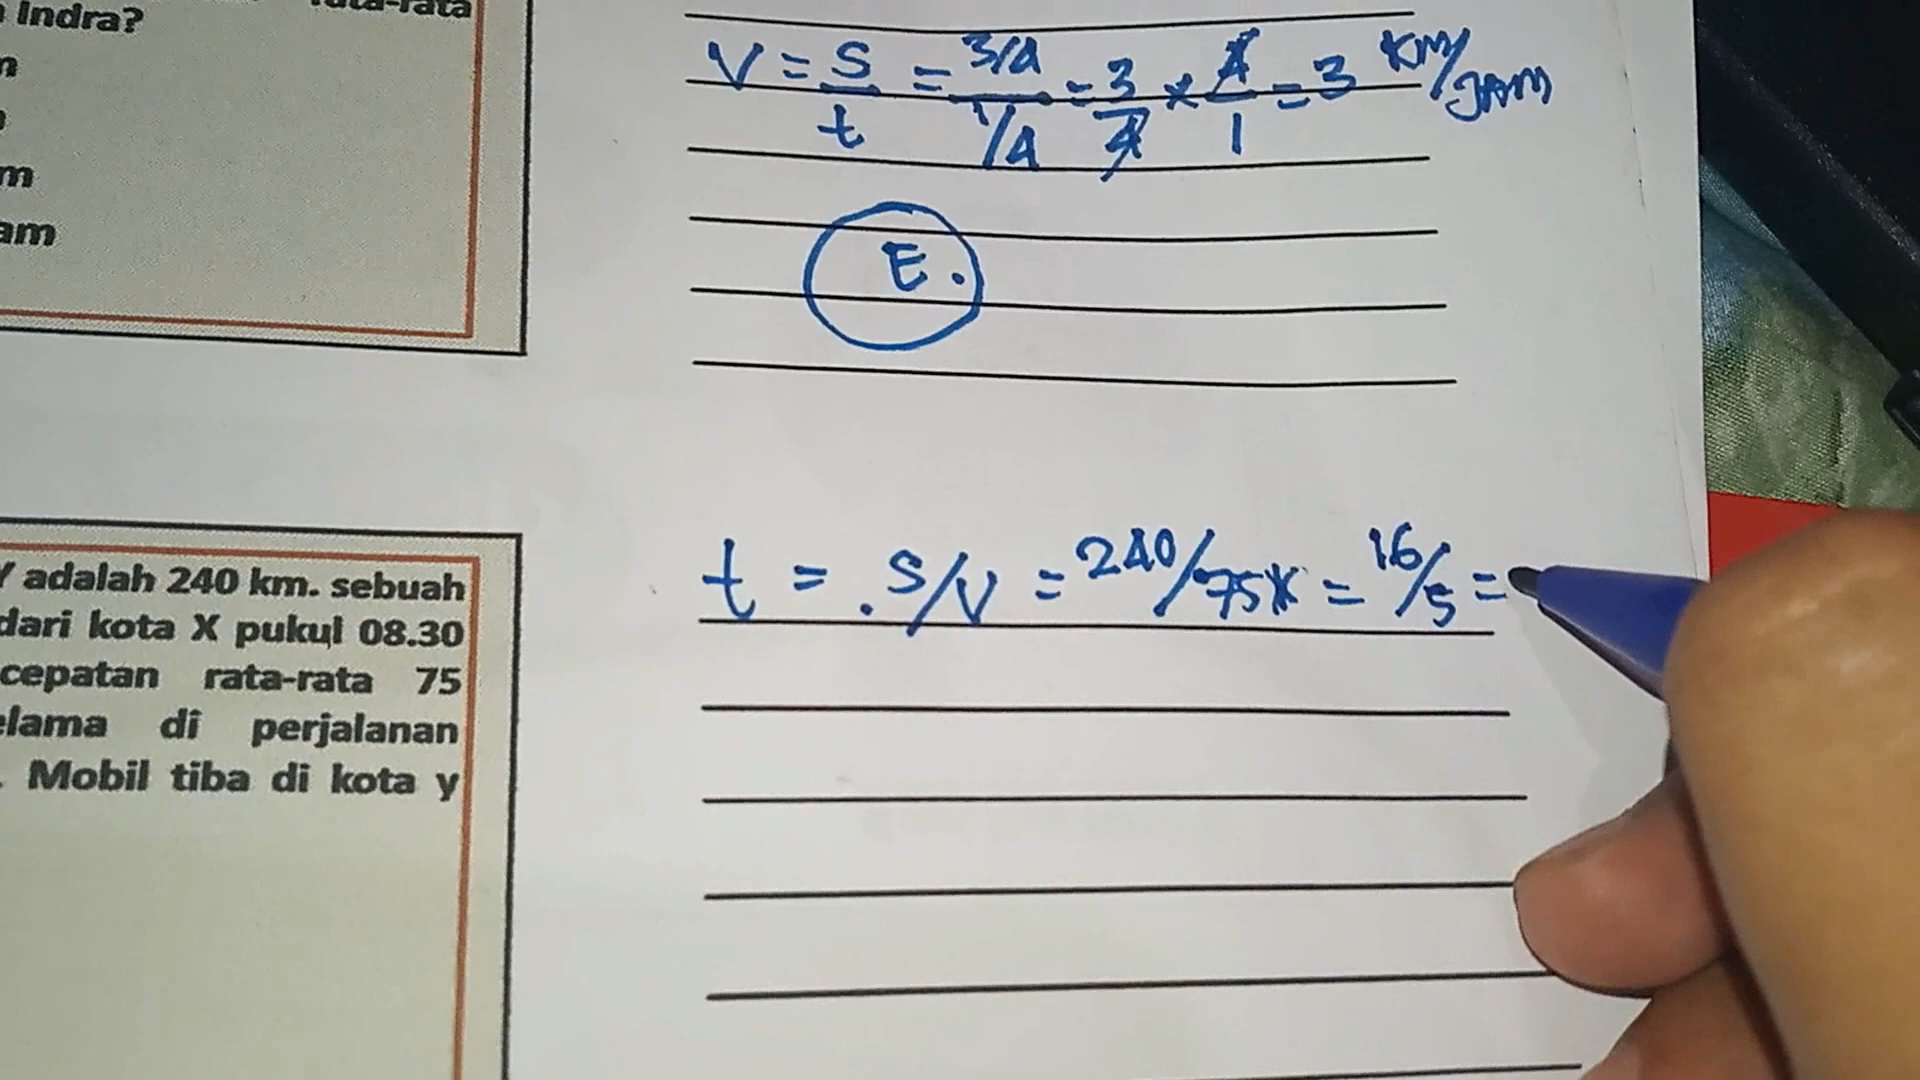 Indra?
rata-rata
m
am
V = S/t = 3/4 / 1/4 = 3/4 * 4/1 = 3 KM/JAM
E.
Y adalah 240 km. sebuah
dari kota X pukul 08.30
cepatan rata-rata 75
elama di perjalanan
. Mobil tiba di kota y
t = . S/V = 240/75 = 16/5 =